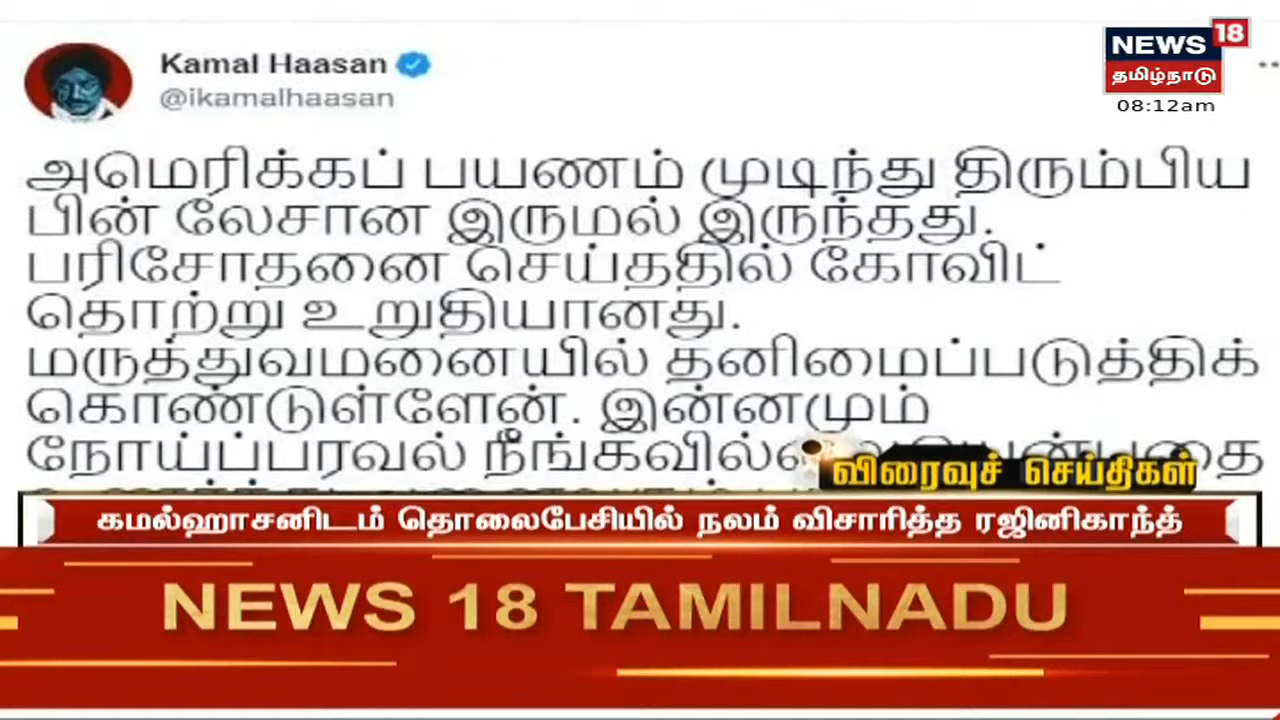 Kamal Haasan
@ikamalhaasan
NEWS 18
தமிழ்நாடு
08:12am
அமெரிக்கப் பயணம் முடிந்து திரும்பிய
பின் லேசான இருமல் இருந்தது.
பரிசோதனை செய்ததில் கோவிட்
தொற்று உறுதியானது.
மருத்துவமனையில் தனிமைப்படுத்திக்
கொண்டுள்ளேன். இன்னமும்
நோய்ப்பரவல்
விரைவுச் செய்திகள்
கமல்ஹாசனிடம் தொலைபேசியில் நலம் விசாரித்த ரஜினிகாந்த்
NEWS 18 TAMILNADU